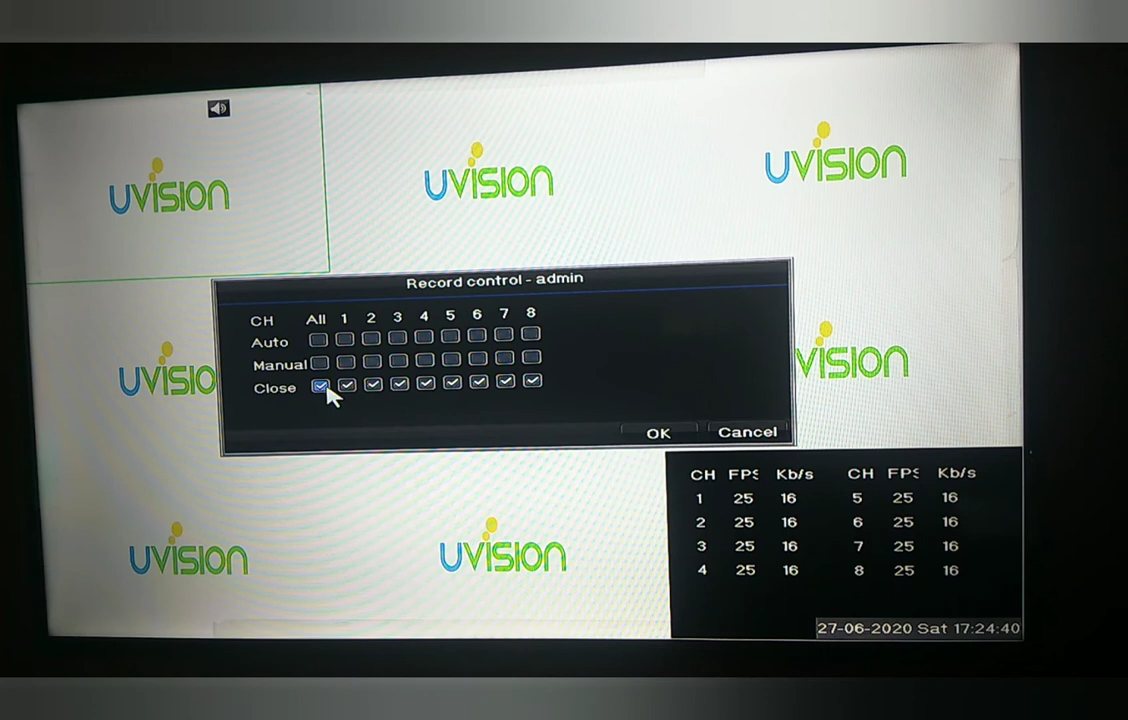 UVISION
UVISION
UVISION
Record control - admin
CH All 1 2 3 4 5 6 7 8
Auto
Manual
Close
OK Cancel
UVISIO
VISION
UVISION
UVISION
CH FPS Kb/s CH FPS Kb/s
1 25 16 5 25 16
2 25 16 6 25 16
3 25 16 7 25 16
4 25 16 8 25 16
27-06-2020 Sat 17:24:40